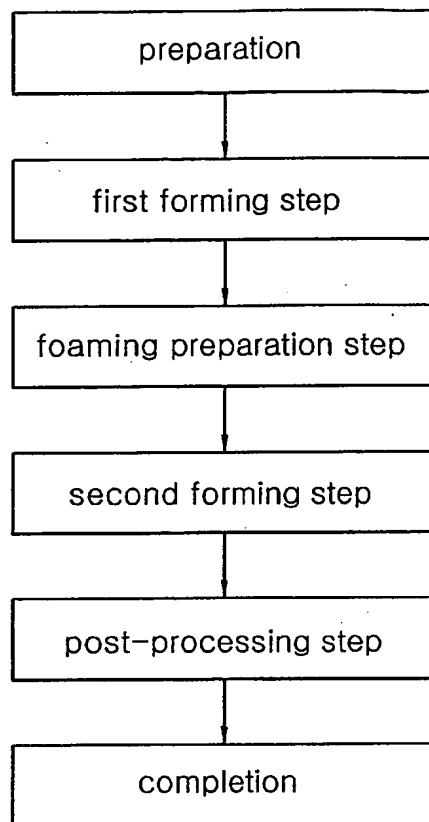 preparation
first forming step
foaming preparation step
second forming step
post-processing step
completion